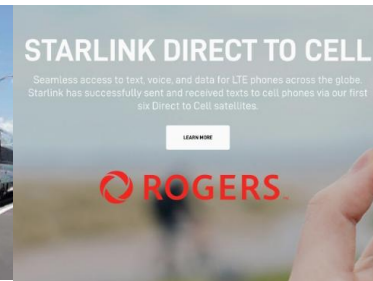 STARLINK DIRECT TO CELL
Seamless access to text, voice, and data for LTE phones across the globe.
Starlink has successfully sent and received texts to cell phones via our first
six Direct to Cell satellites.
LEARN MORE
ROGERS